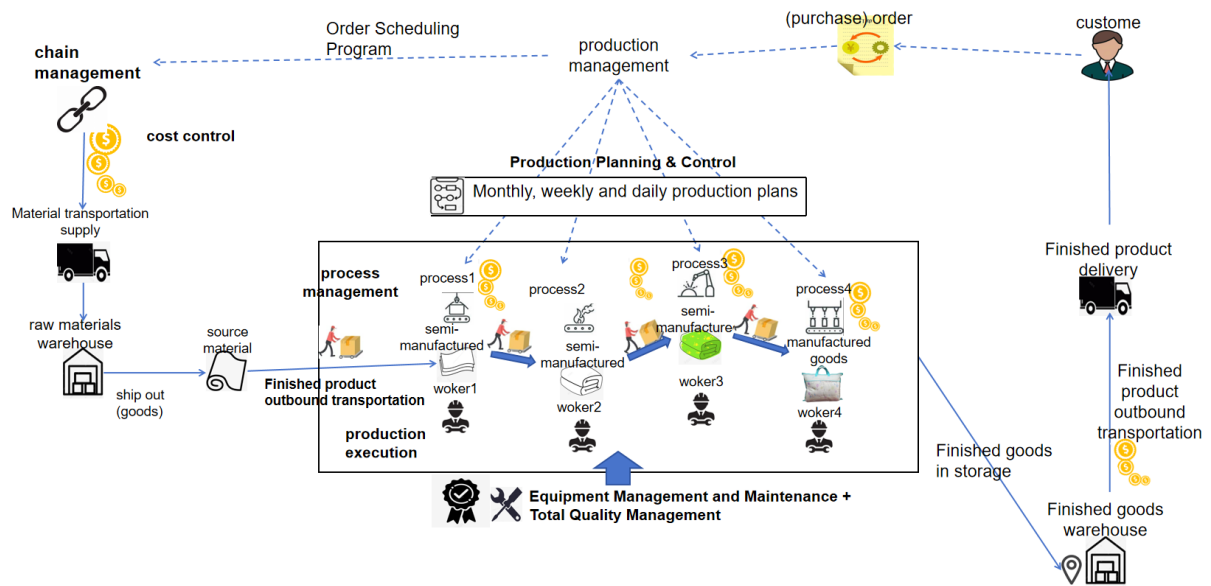 (purchase) order
custome
Order Scheduling
Program
production
management
chain
management
cost control
Production Planning & Control
Monthly, weekly and daily production plans
Material transportation
supply
Finished product
delivery
process
management
process1
process2
process3
process4
semi-
manufactured
semi-
manufactured
semi-
manufacture
manufactured
goods
raw materials
warehouse
source
material
ship out
(goods)
Finished product
outbound transportation
woker1
woker2
woker3
woker4
production
execution
Finished
product
outbound
transportation
Finished goods
in storage
Equipment Management and Maintenance +
Total Quality Management
Finished goods
warehouse